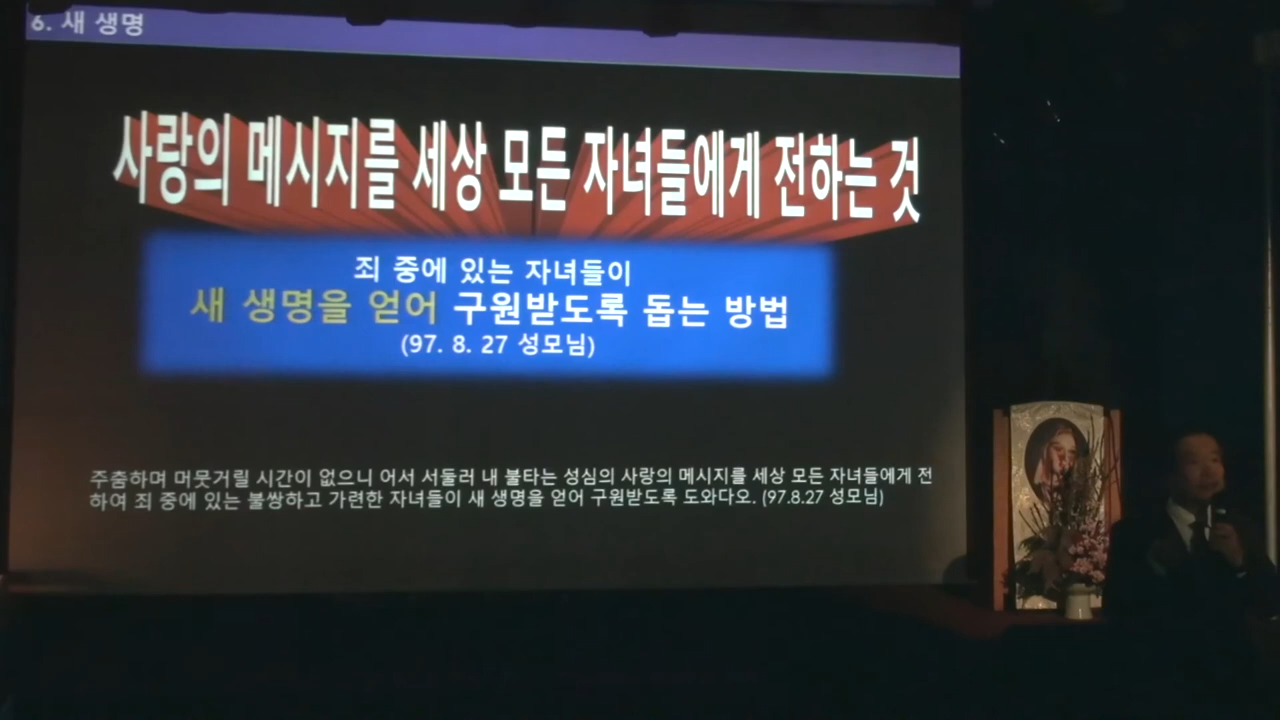 6. 새 생명
사랑의 메시지를 세상 모든 자녀들에게 전하는 것
죄 중에 있는 자녀들이
새 생명을 얻어 구원받도록 돕는 방법
(97. 8. 27 성모님)
주춤하며 머뭇거릴 시간이 없으니 어서 서둘러 내 불타는 성심의 사랑의 메시지를 세상 모든 자녀들에게 전
하여 죄 중에 있는 불쌍하고 가련한 자녀들이 새 생명을 얻어 구원받도록 도와다오. (97.8.27 성모님)